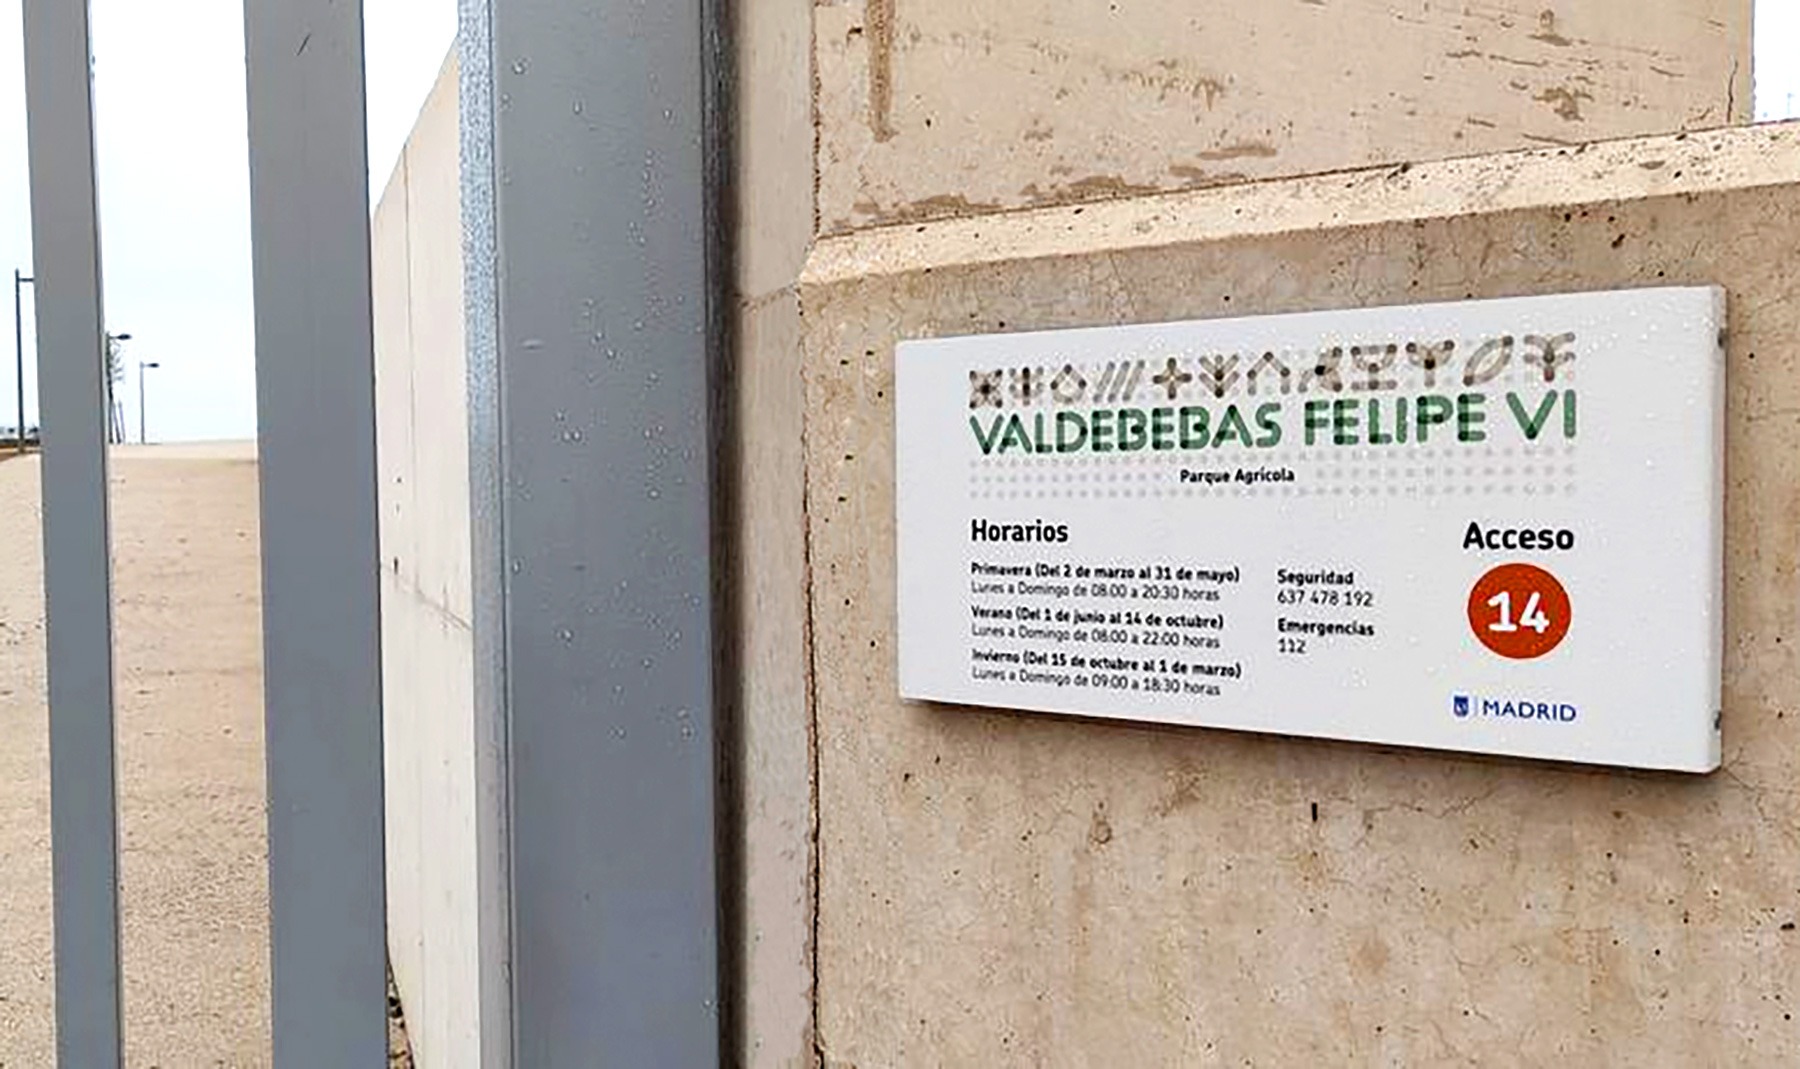 VALDEBEBAS FELIPE VI
Parque Agrícola
Horarios
Primavera (Del 2 de marzo al 31 de mayo)
Lunes a Domingo de 08:00 a 20:30 horas
Verano (Del 1 de junio al 14 de octubre)
Lunes a Domingo de 08:00 a 22:00 horas
Invierno (Del 15 de octubre al 1 de marzo)
Lunes a Domingo de 09:00 a 18:30 horas
Seguridad
637 478 192
Emergencias
112
Acceso
14
MADRID